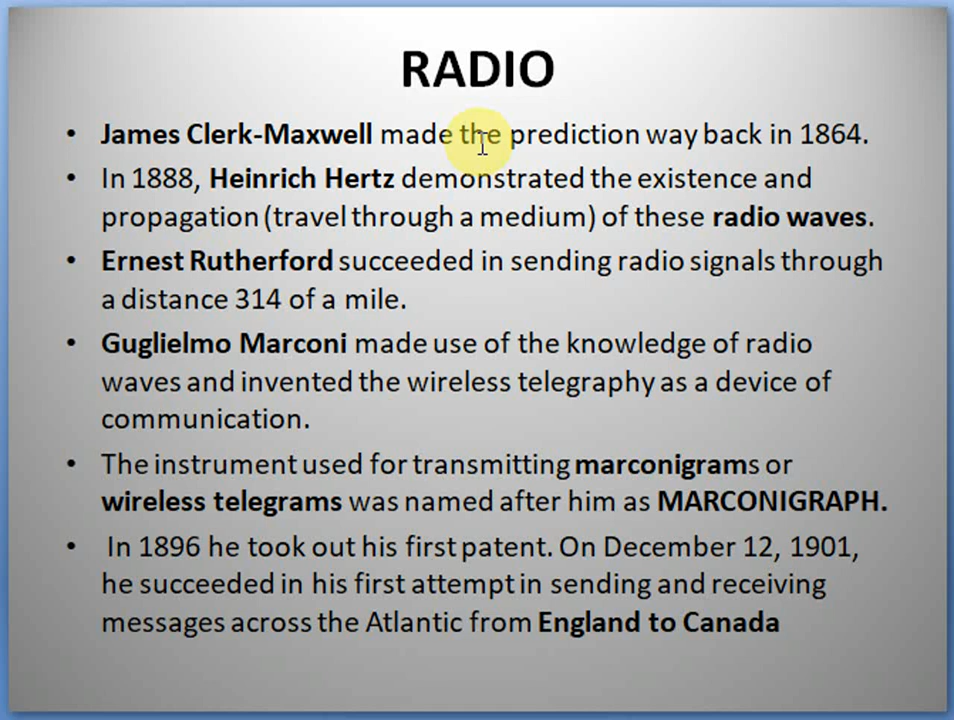 RADIO
• James Clerk-Maxwell made the prediction way back in 1864.
• In 1888, Heinrich Hertz demonstrated the existence and
propagation (travel through a medium) of these radio waves.
• Ernest Rutherford succeeded in sending radio signals through
a distance 314 of a mile.
• Guglielmo Marconi made use of the knowledge of radio
waves and invented the wireless telegraphy as a device of
communication.
• The instrument used for transmitting marconigrams or
wireless telegrams was named after him as MARCONIGRAPH.
• In 1896 he took out his first patent. On December 12, 1901,
he succeeded in his first attempt in sending and receiving
messages across the Atlantic from England to Canada